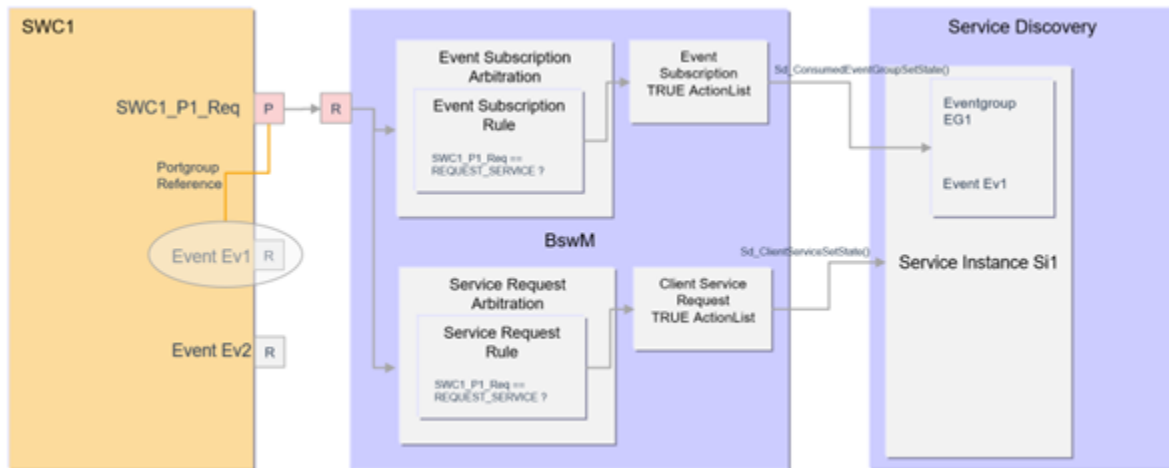 SWC1
SWC1_P1_Req
P
R
Portgroup
Reference
Event Ev1
R
Event Ev2
R
Event Subscription
Arbitration
Event Subscription
Rule
SWC1_P1_Req ==
REQUEST_SERVICE ?
Event
Subscription
TRUE ActionList
BswM
Service Request
Arbitration
Service Request
Rule
SWC1_P1_Req ==
REQUEST_SERVICE ?
Client Service
Request
TRUE ActionList
Sd_ConsumedEventGroupSetState()
Sd_ClientServiceSetState()
Service Discovery
Eventgroup
EG1
Event Ev1
Service Instance Si1